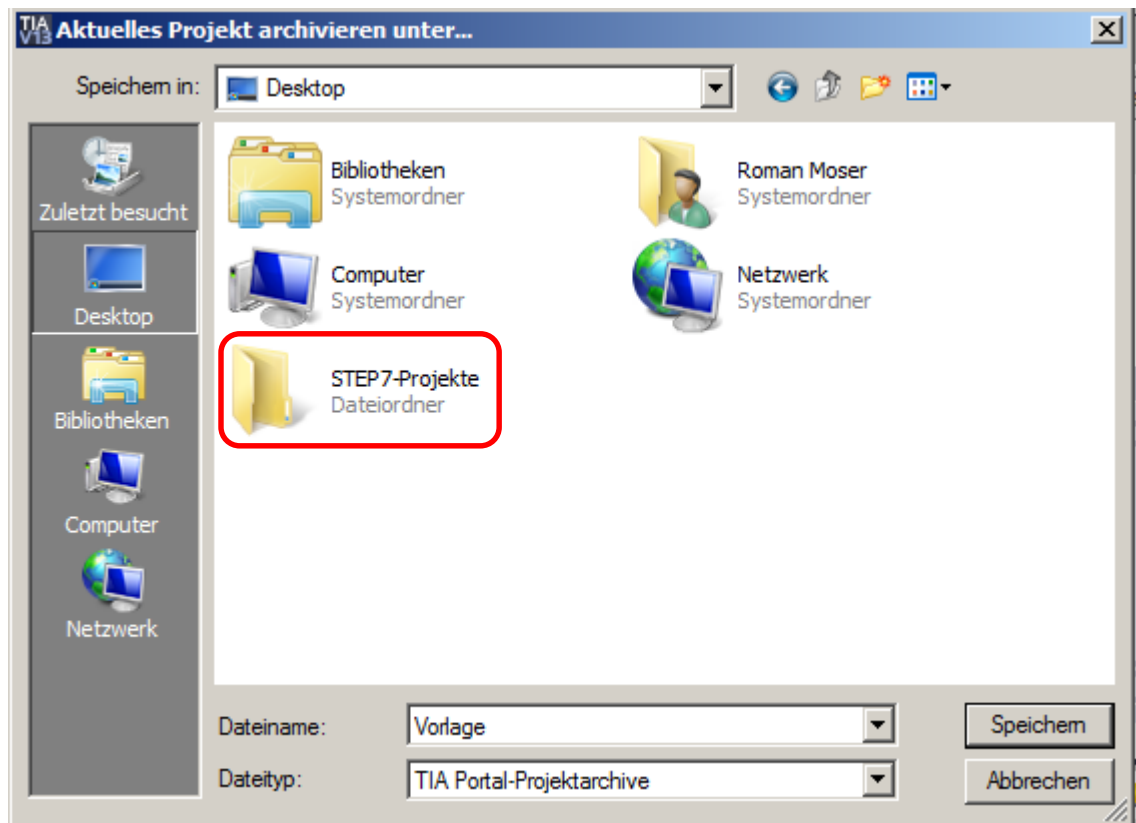 TIA V13 Aktuelles Projekt archivieren unter...
Speichern in: Desktop
Zuletzt besucht
Desktop
Bibliotheken
Computer
Netzwerk
Bibliotheken
Systemordner
Roman Moser
Systemordner
Computer
Systemordner
Netzwerk
Systemordner
STEP7-Projekte
Dateiordner
Dateiname: Vorlage Speichern
Dateityp: TIA Portal-Projektarchive Abbrechen